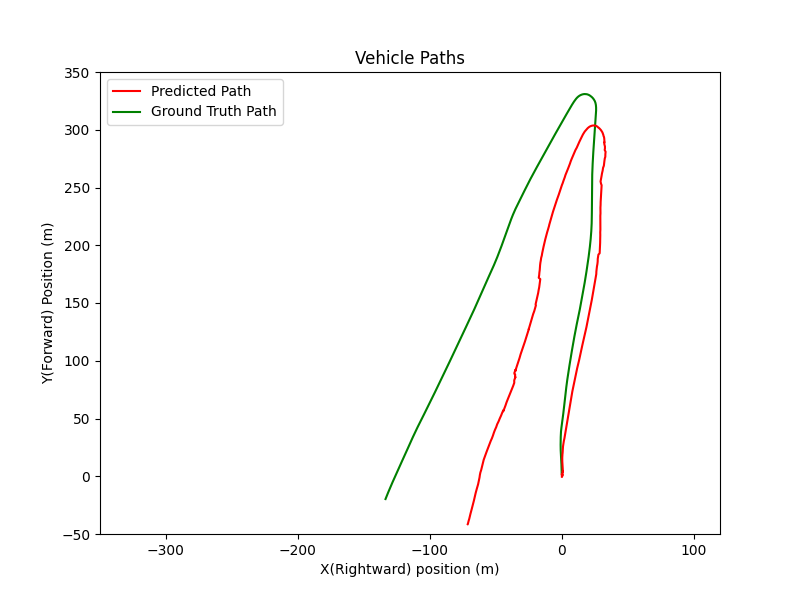 Vehicle Paths
Predicted Path
Ground Truth Path
350
300
250
200
150
100
50
0
−50
Y(Forward) Position (m)
−300
−200
−100
0
100
X(Rightward) position (m)